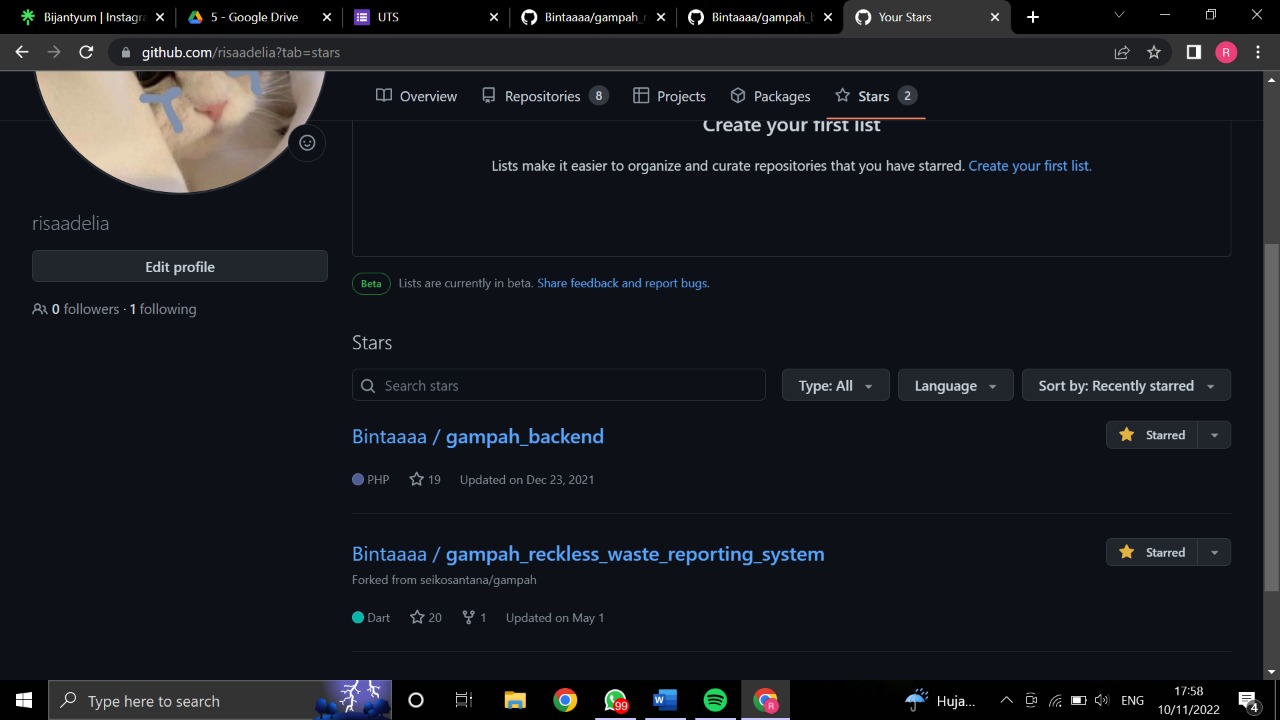 Bijantyum | Instagra
5 - Google Drive
UTS
Bintaaaa/gampah_r
Bintaaaa/gampah_b
Your Stars
github.com/risaadelia?tab=stars
R
Overview
Repositories 8
Projects
Packages
Stars 2
Create your first list
Lists make it easier to organize and curate repositories that you have starred. Create your first list.
risaadelia
Edit profile
0 followers · 1 following
Beta Lists are currently in beta. Share feedback and report bugs.
Stars
Search stars
Type: All
Language
Sort by: Recently starred
Bintaaaa / gampah_backend
Starred
PHP 19 Updated on Dec 23, 2021
Bintaaaa / gampah_reckless_waste_reporting_system
Starred
Forked from seikosantana/gampah
Dart 20 1 Updated on May 1
Type here to search
99
R
Huja...
ENG
17:58
10/11/2022
4